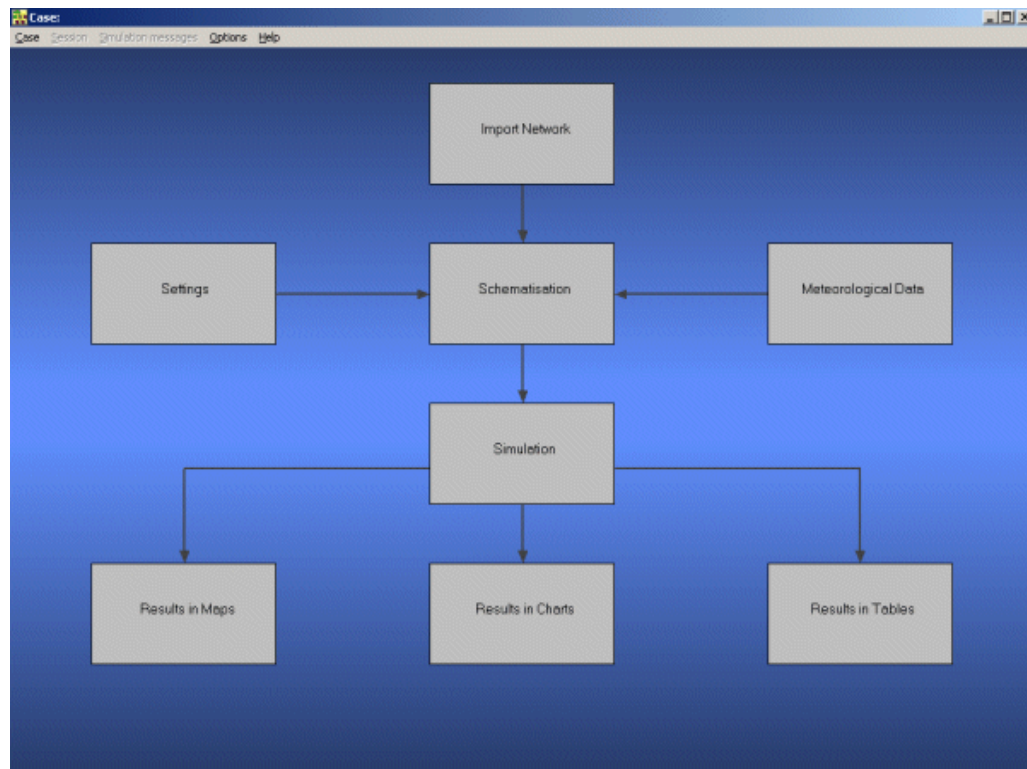 Case:
Case Session Simulation messages Options Help
Import Network
Settings
Schematisation
Meteorological Data
Simulation
Results in Maps
Results in Charts
Results in Tables